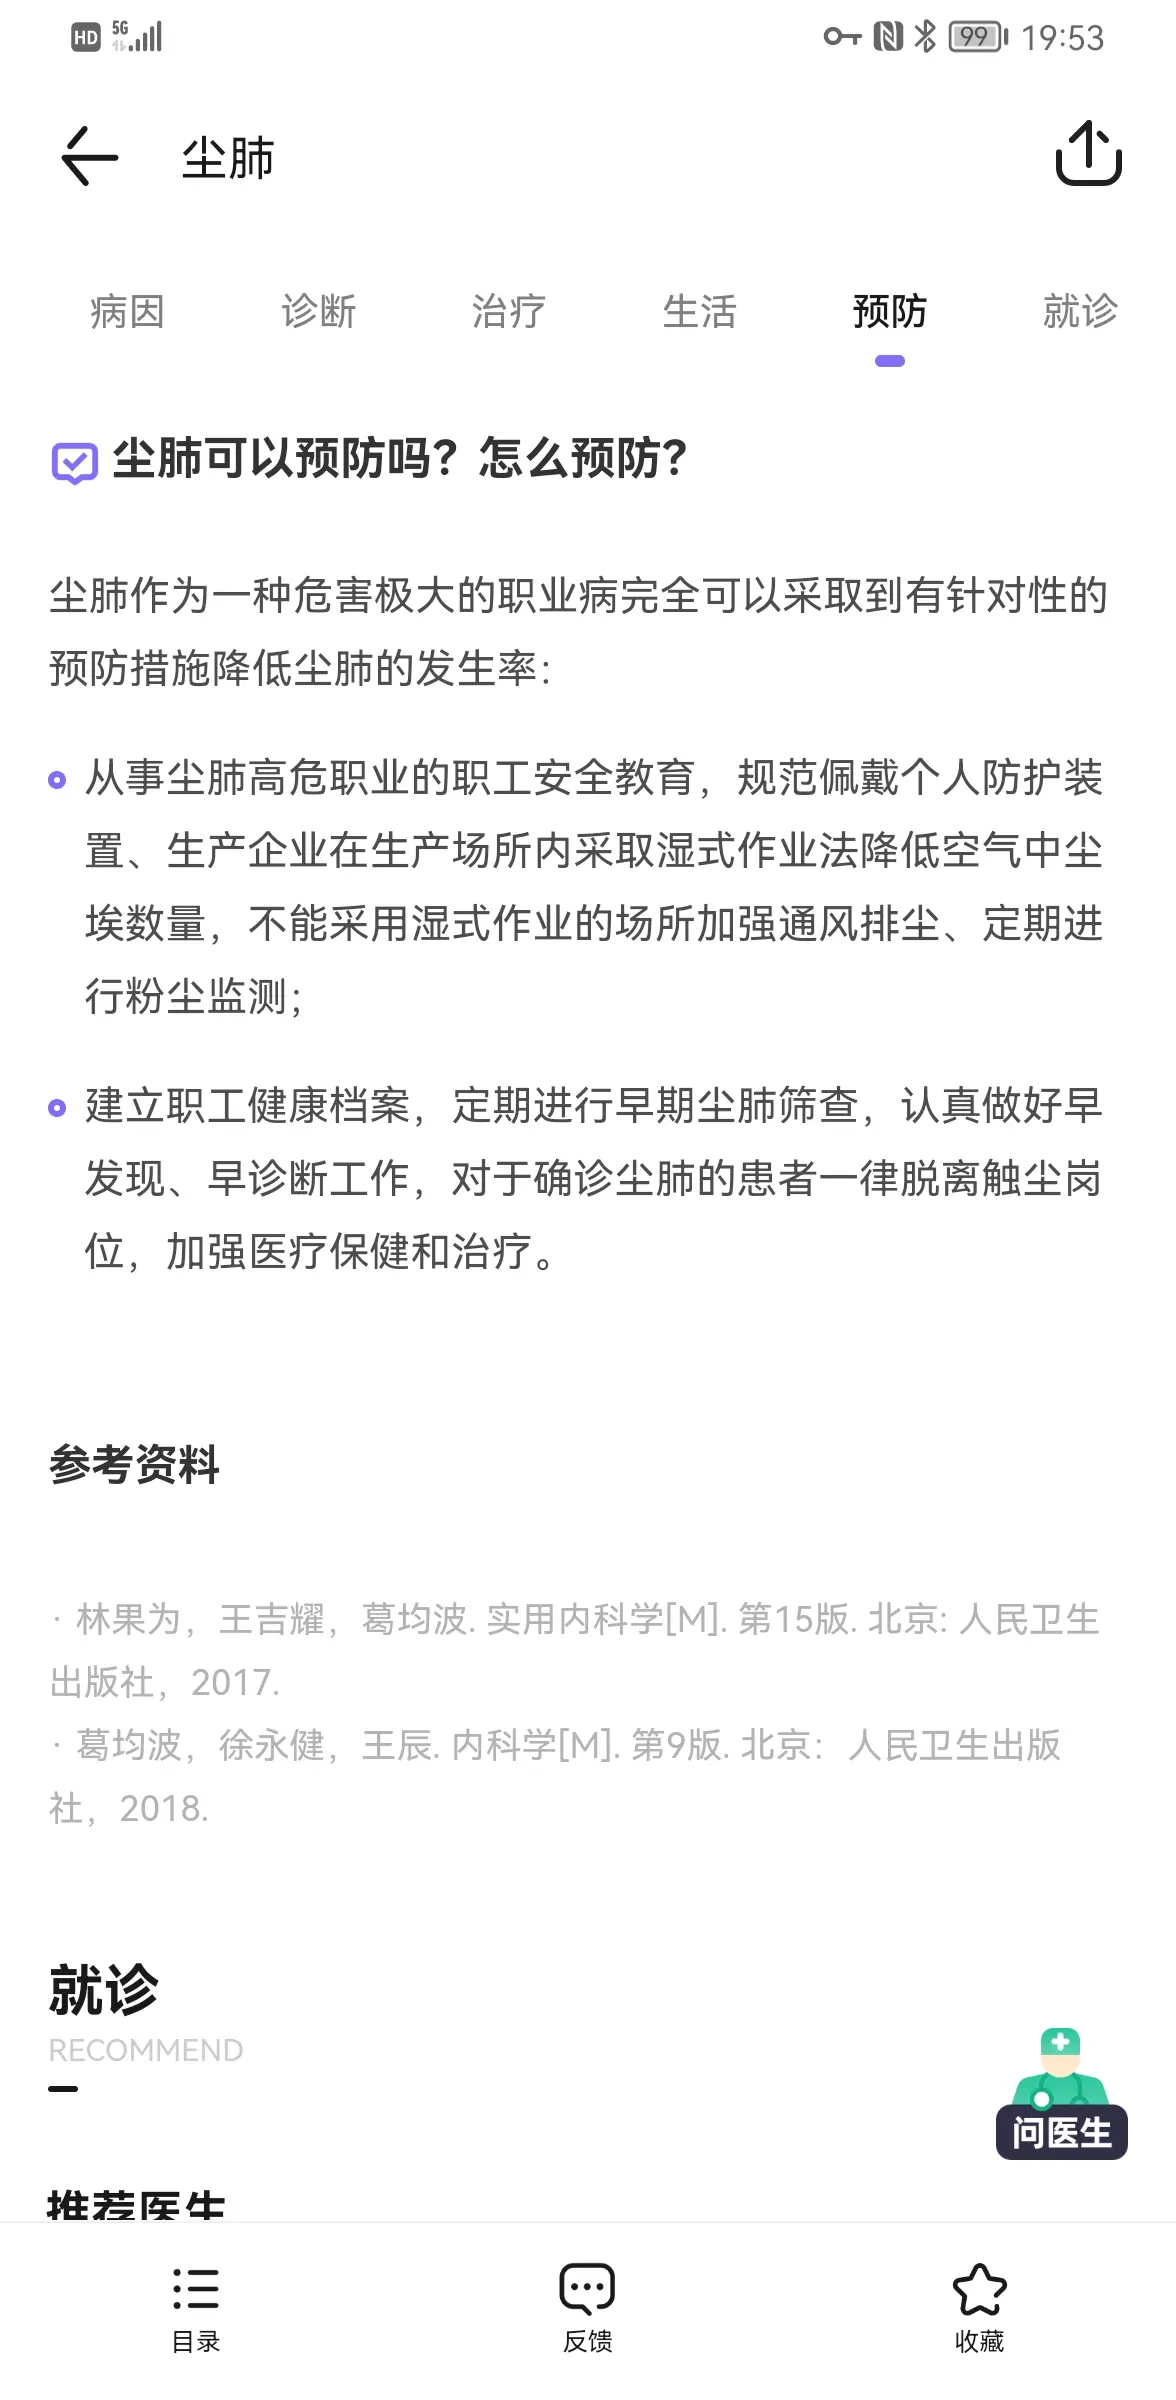 HD 5G 99 19:53
尘肺
病因 诊断 治疗 生活 预防 就诊
尘肺可以预防吗？怎么预防？
尘肺作为一种危害极大的职业病完全可以采取到有针对性的
预防措施降低尘肺的发生率：
从事尘肺高危职业的职工安全教育，规范佩戴个人防护装
置、生产企业在生产场所内采取湿式作业法降低空气中尘
埃数量，不能采用湿式作业的场所加强通风排尘、定期进
行粉尘监测；
建立职工健康档案，定期进行早期尘肺筛查，认真做好早
发现、早诊断工作，对于确诊尘肺的患者一律脱离触尘岗
位，加强医疗保健和治疗。
参考资料
· 林果为，王吉耀，葛均波. 实用内科学[M]. 第15版. 北京: 人民卫生
出版社，2017.
· 葛均波，徐永健，王辰. 内科学[M]. 第9版. 北京：人民卫生出版
社，2018.
就诊
RECOMMEND
问医生
推荐医生
目录 反馈 收藏